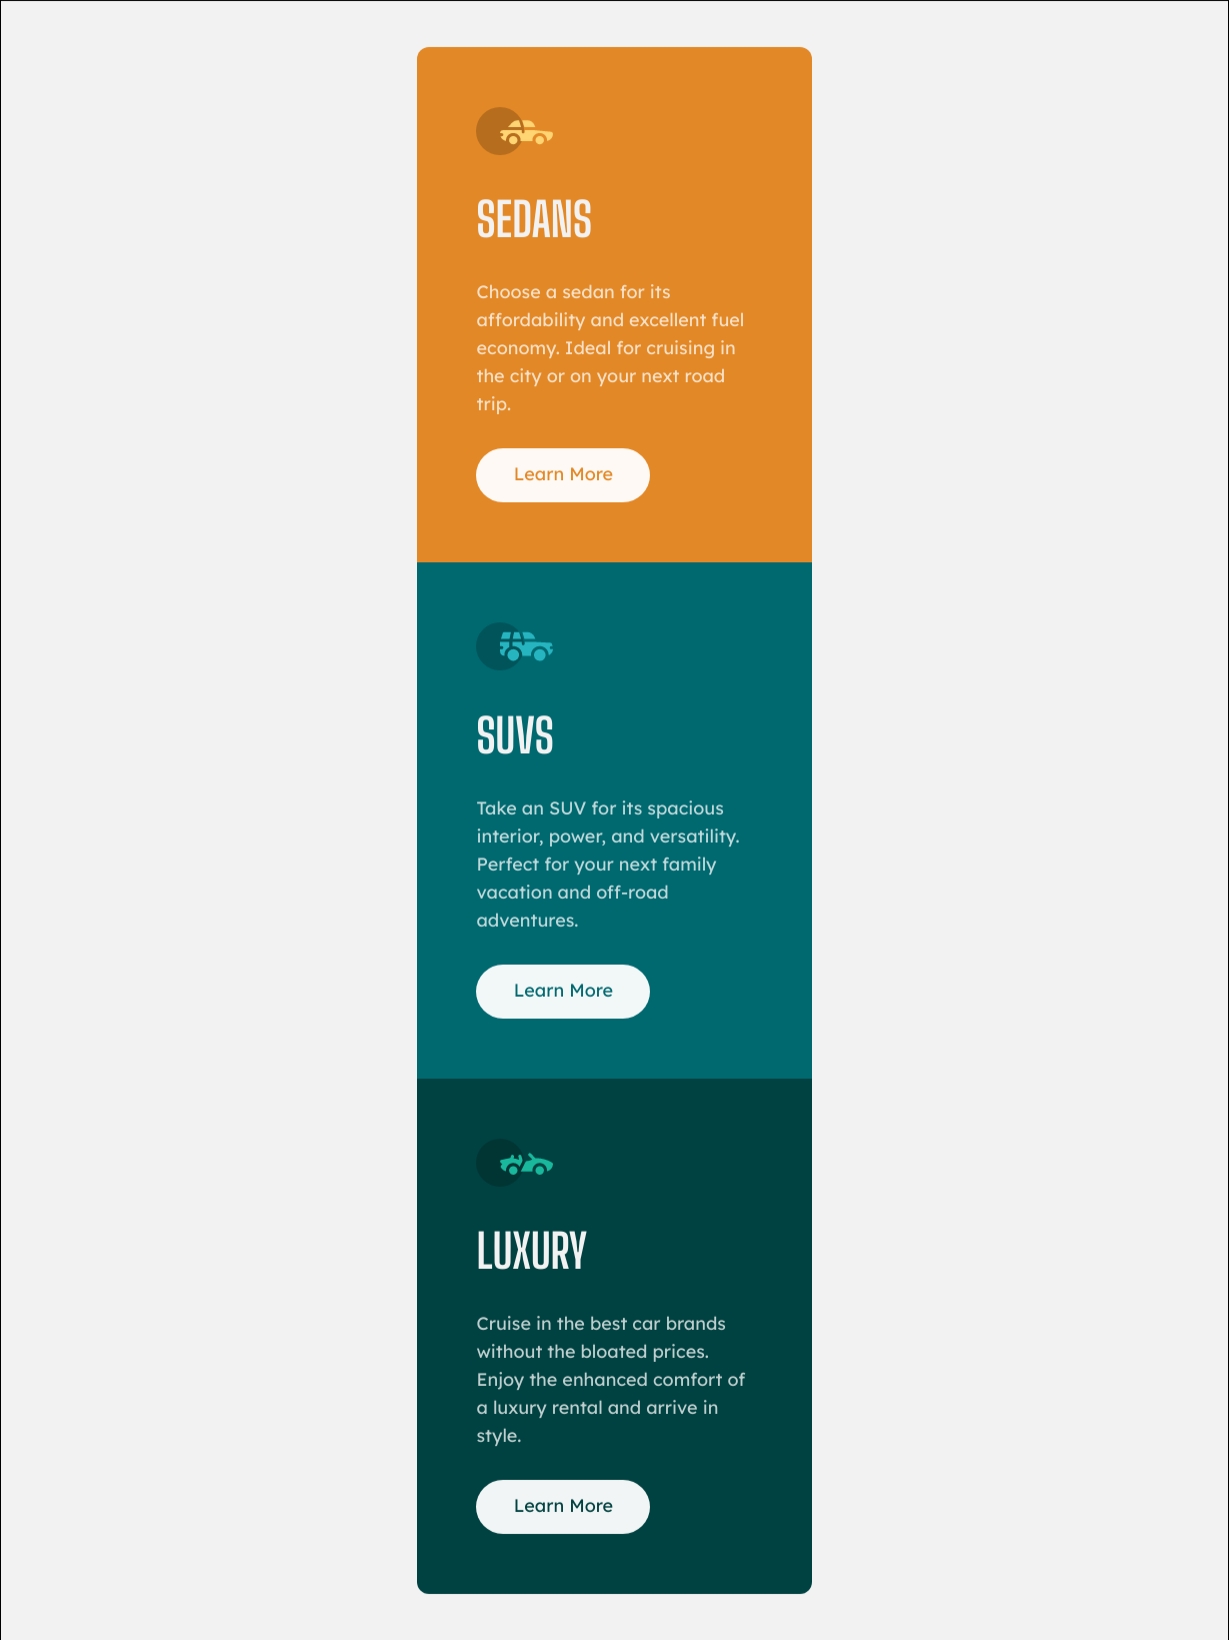 SEDANS
Choose a sedan for its
affordability and excellent fuel
economy. Ideal for cruising in
the city or on your next road
trip.
Learn More
SUVS
Take an SUV for its spacious
interior, power, and versatility.
Perfect for your next family
vacation and off-road
adventures.
Learn More
LUXURY
Cruise in the best car brands
without the bloated prices.
Enjoy the enhanced comfort of
a luxury rental and arrive in
style.
Learn More